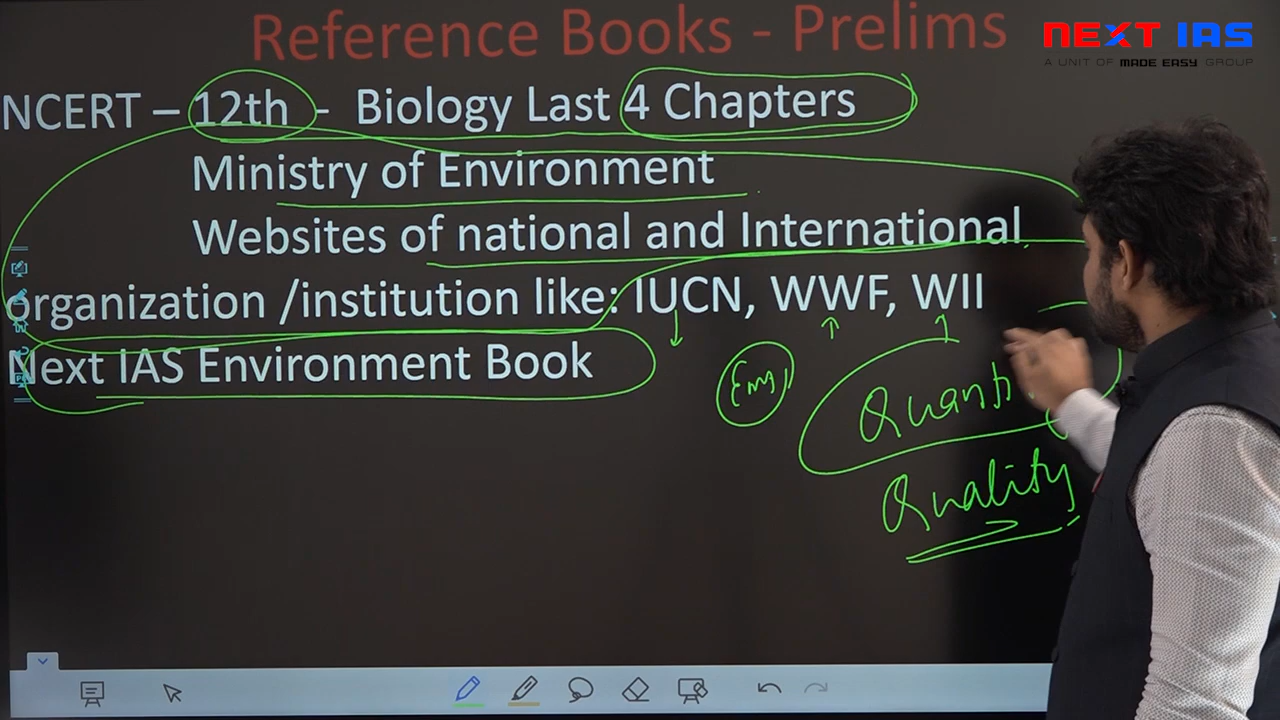 Reference Books - Prelims
NEXT IAS
A UNIT OF MADE EASY GROUP
NCERT – 12th - Biology Last 4 Chapters
Ministry of Environment
Websites of national and International
organization /institution like: IUCN, WWF, WII
Next IAS Environment Book
Quality